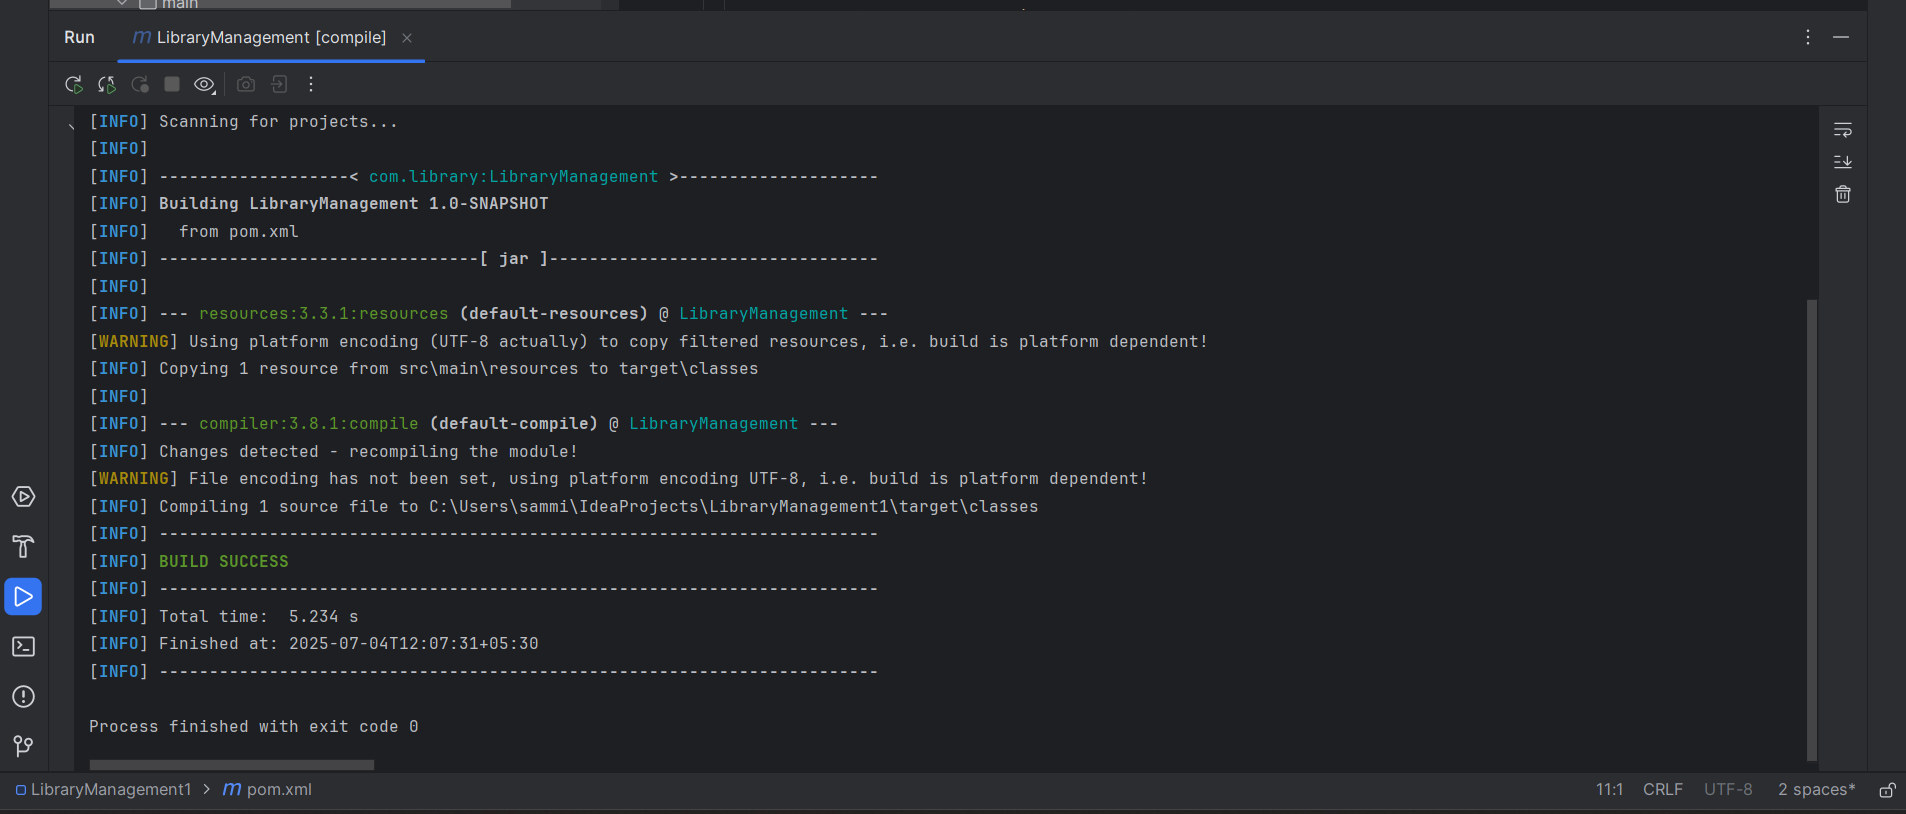 main
Run LibraryManagement [compile]
[INFO] Scanning for projects...
[INFO]
[INFO] -------------------< com.library:LibraryManagement >--------------------
[INFO] Building LibraryManagement 1.0-SNAPSHOT
[INFO]   from pom.xml
[INFO] --------------------------------[ jar ]---------------------------------
[INFO]
[INFO] --- resources:3.3.1:resources (default-resources) @ LibraryManagement ---
[WARNING] Using platform encoding (UTF-8 actually) to copy filtered resources, i.e. build is platform dependent!
[INFO] Copying 1 resource from src\main\resources to target\classes
[INFO]
[INFO] --- compiler:3.8.1:compile (default-compile) @ LibraryManagement ---
[INFO] Changes detected - recompiling the module!
[WARNING] File encoding has not been set, using platform encoding UTF-8, i.e. build is platform dependent!
[INFO] Compiling 1 source file to C:\Users\sammi\IdeaProjects\LibraryManagement1\target\classes
[INFO] ------------------------------------------------------------------------
[INFO] BUILD SUCCESS
[INFO] ------------------------------------------------------------------------
[INFO] Total time:  5.234 s
[INFO] Finished at: 2025-07-04T12:07:31+05:30
[INFO] ------------------------------------------------------------------------
Process finished with exit code 0
LibraryManagement1 > m pom.xml 11:1 CRLF UTF-8 2 spaces*